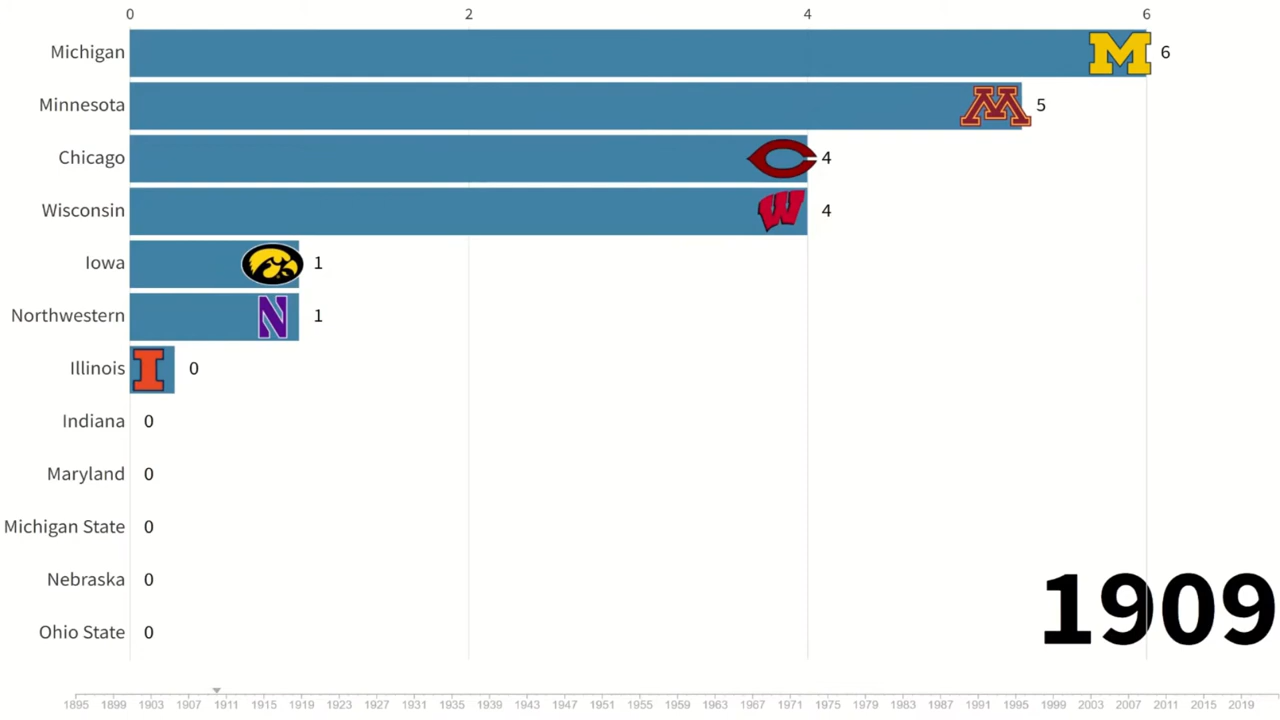 0 2 4 6
Michigan M 6
Minnesota M 5
Chicago C 4
Wisconsin W 4
Iowa 1
Northwestern N 1
Illinois I 0
Indiana 0
Maryland 0
Michigan State 0
Nebraska 0
Ohio State 0
1909
1895 1899 1903 1907 1911 1915 1919 1923 1927 1931 1935 1939 1943 1947 1951 1955 1959 1963 1967 1971 1975 1979 1983 1987 1991 1995 1999 2003 2007 2011 2015 2019